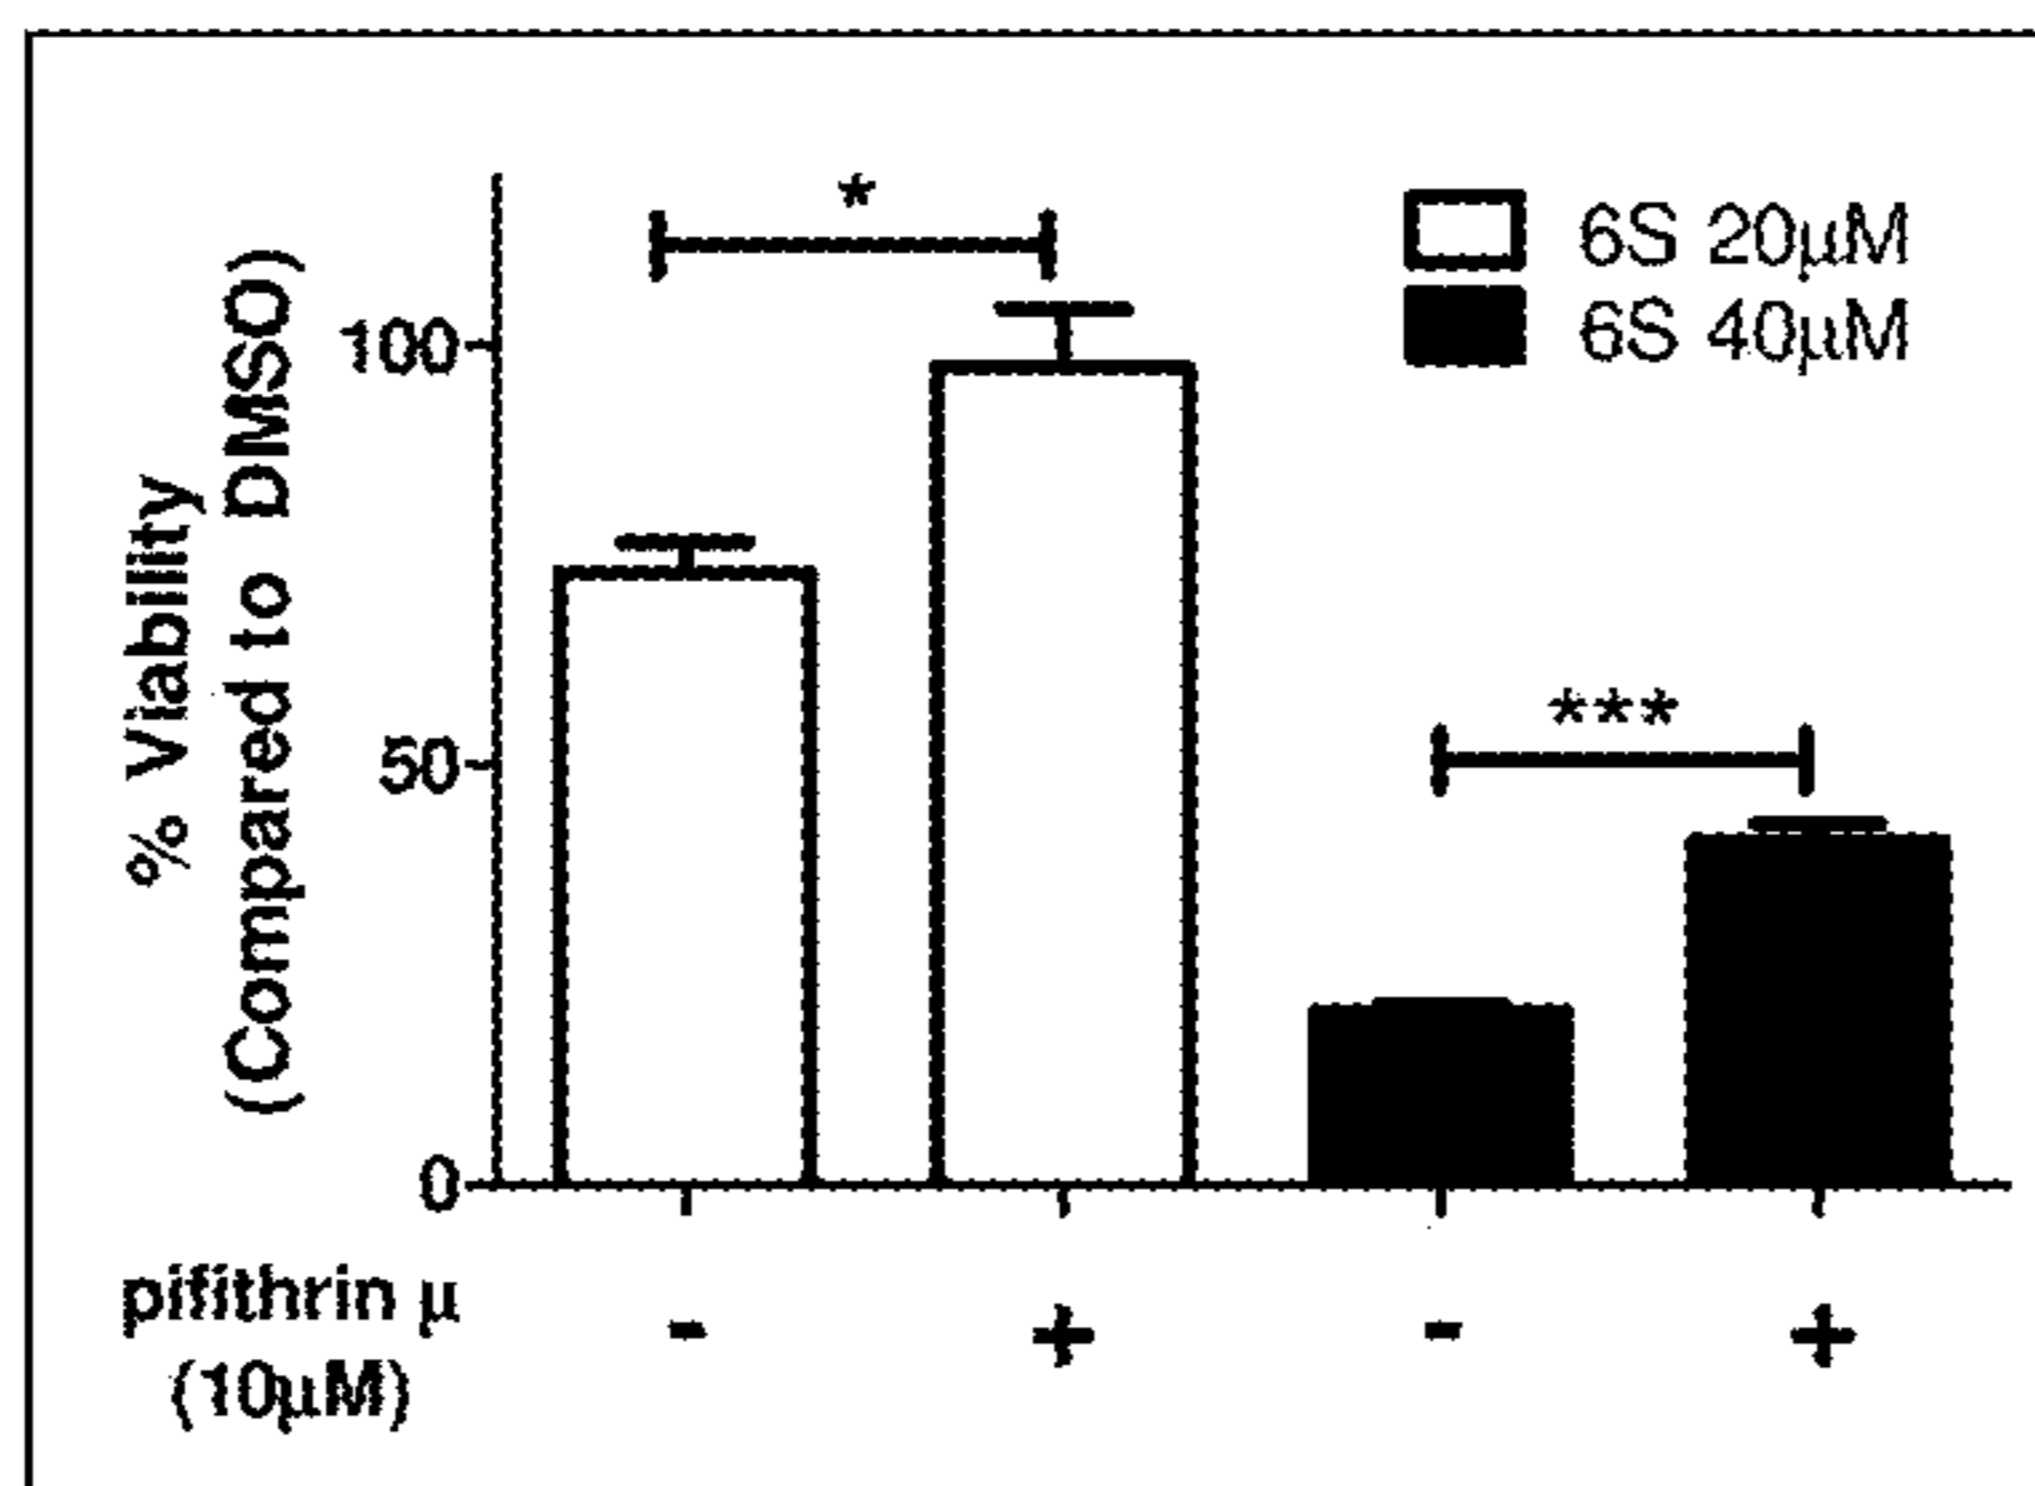 *
6S 20μM
6S 40μM
% Viability
(Compared to DMSO)
100
50
0
***
pifithrin μ
(10μM)
- + - +